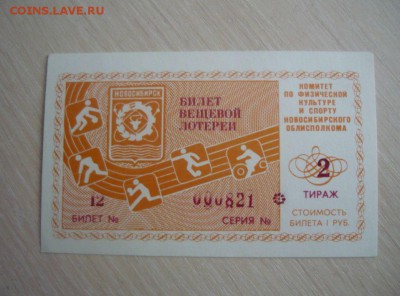 COINS.LAVE.RU
НОВОСИБИРСК
БИЛЕТ
ВЕЩЕВОЙ
ЛОТЕРЕИ
12
БИЛЕТ №
000821
СЕРИЯ №
КОМИТЕТ
ПО ФИЗИЧЕСКОЙ
КУЛЬТУРЕ
И СПОРТУ
НОВОСИБИРСКОГО
ОБЛИСПОЛКОМА
2
ТИРАЖ
СТОИМОСТЬ
БИЛЕТА 1 РУБ.